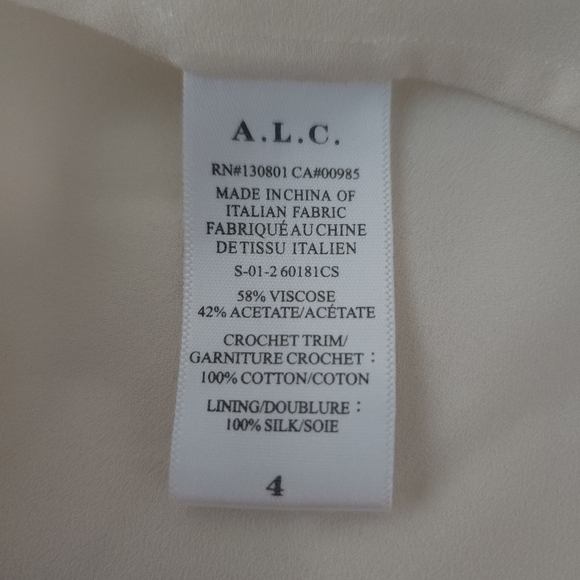 A.L.C.
RN#130801 CA#00985
MADE IN CHINA OF
ITALIAN FABRIC
FABRIQUÉ AU CHINE
DE TISSU ITALIEN
S-01-2 60181CS
58% VISCOSE
42% ACETATE/ACÉTATE
CROCHET TRIM/
GARNITURE CROCHET :
100% COTTON/COTON
LINING/DOUBLURE :
100% SILK/SOIE
4